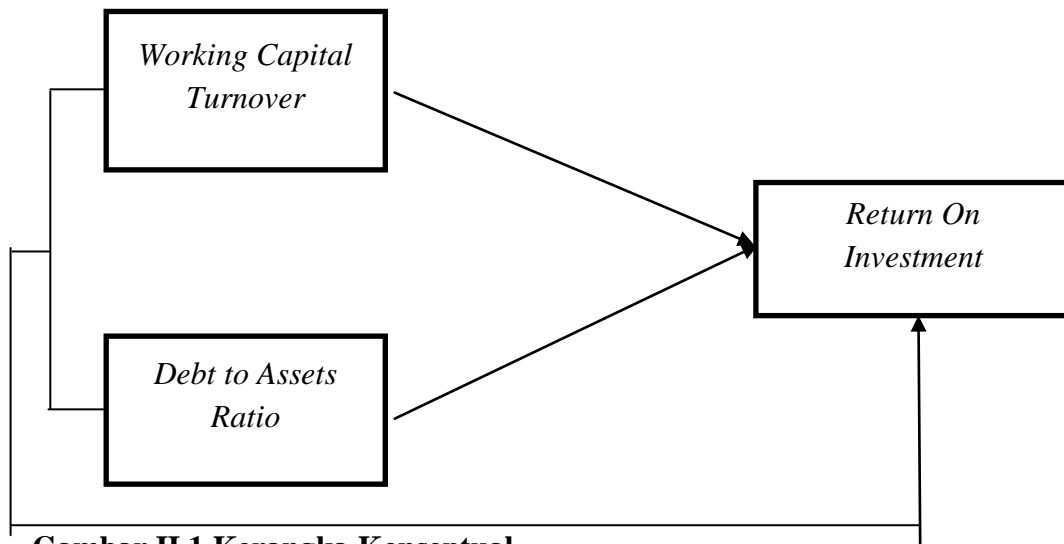 Working Capital
Turnover
Return On
Investment
Debt to Assets
Ratio
Gambar II.1 Kerangka Konseptual